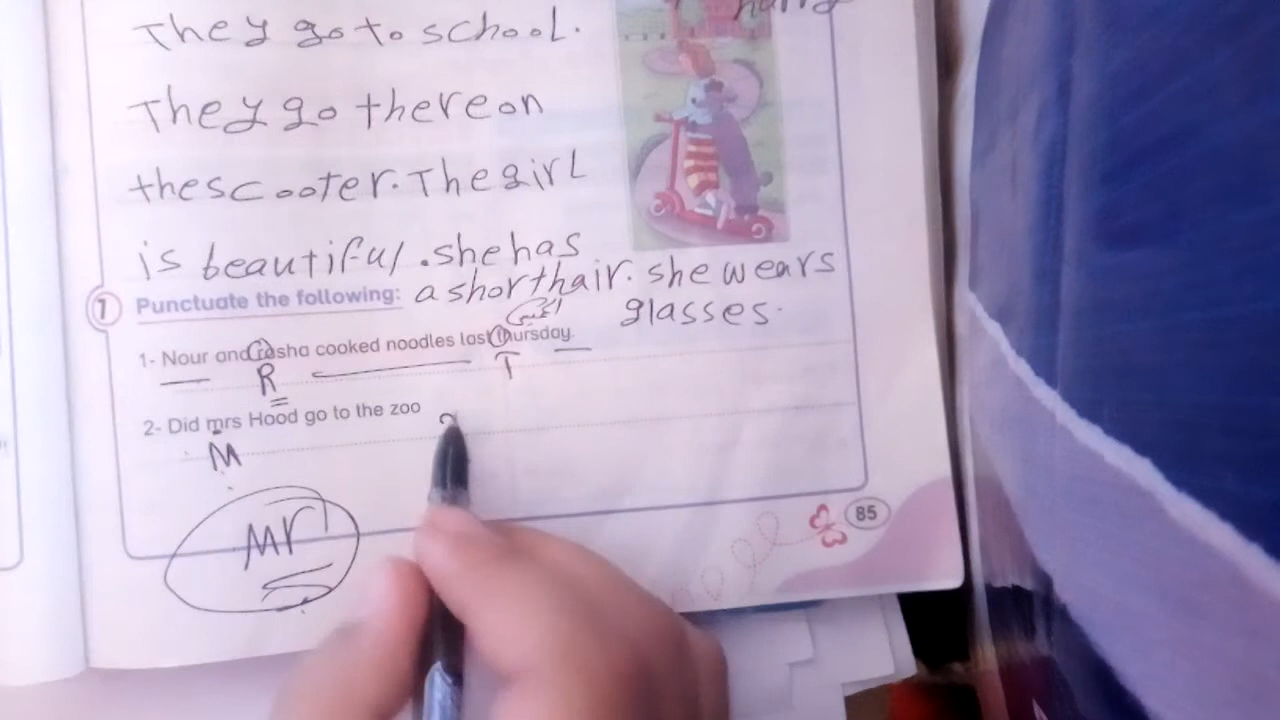 They go to school.
They go there on
the scooter. The girl
is beautiful. she has
a short hair. she wears
glasses.
7 Punctuate the following:
1- Nour and rasha cooked noodles last thursday.
R T
2- Did mrs Hood go to the zoo
M
Mr
85